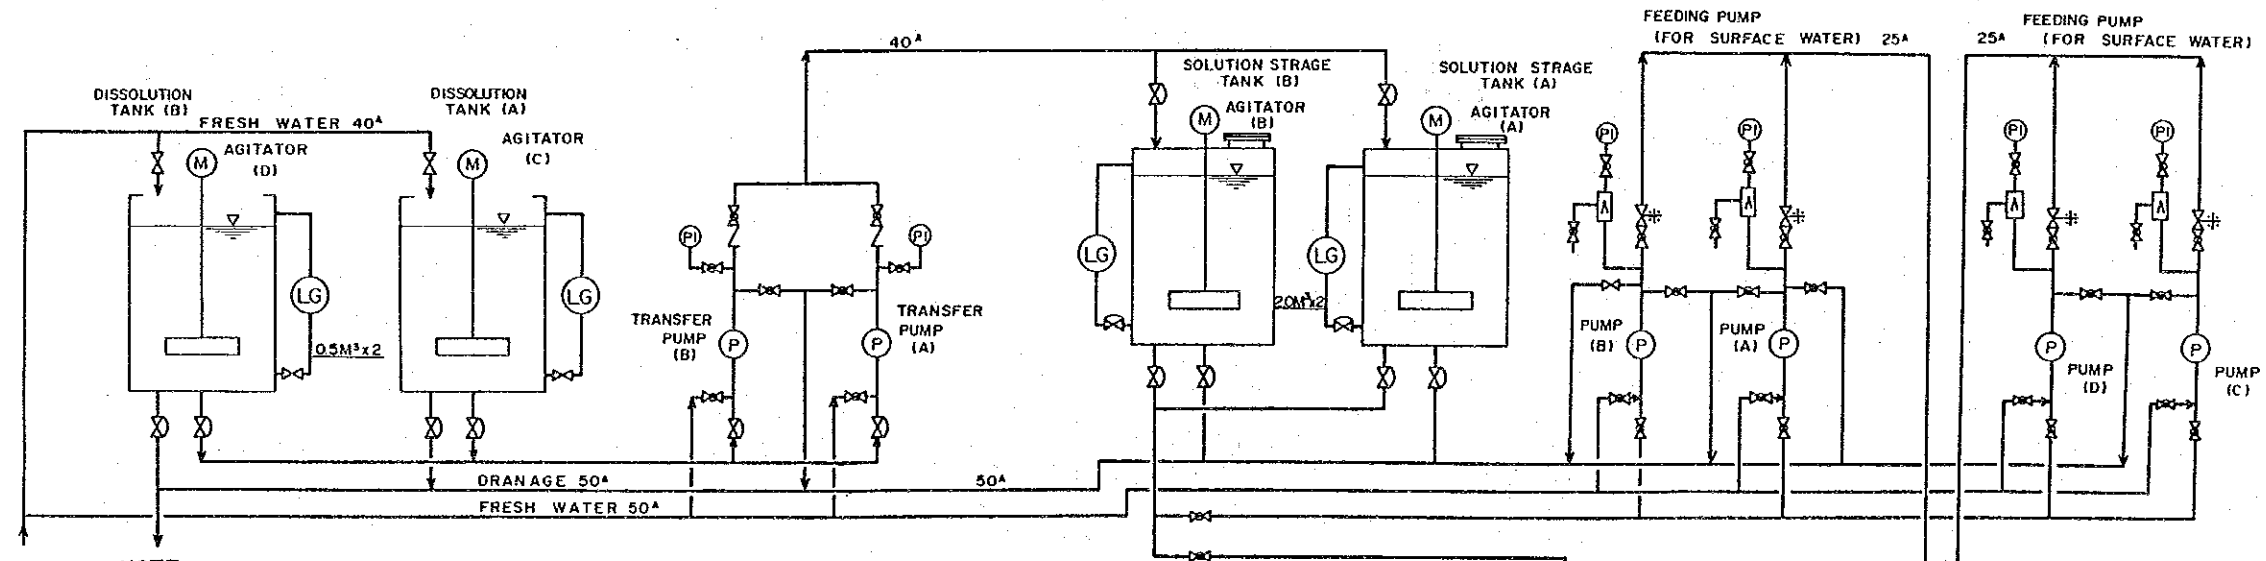 FEEDING PUMP
(FOR SURFACE WATER) 25A
FEEDING PUMP
25A (FOR SURFACE WATER)
40A
SOLUTION STRAGE
TANK (B)
SOLUTION STRAGE
TANK (A)
DISSOLUTION
TANK (B)
DISSOLUTION
TANK (A)
FRESH WATER 40A
AGITATOR
(D)
AGITATOR
(C)
AGITATOR
(B)
AGITATOR
(A)
M
M
M
M
PI
PI
PI
PI
PI
PI
LG
LG
LG
LG
0.5M³x2
2.0M³x2
TRANSFER
PUMP
(B)
TRANSFER
PUMP
(A)
P
P
PUMP
(B)
P
PUMP
(A)
P
P
PUMP
(D)
P
PUMP
(C)
DRANAGE 50A
50A
FRESH WATER 50A